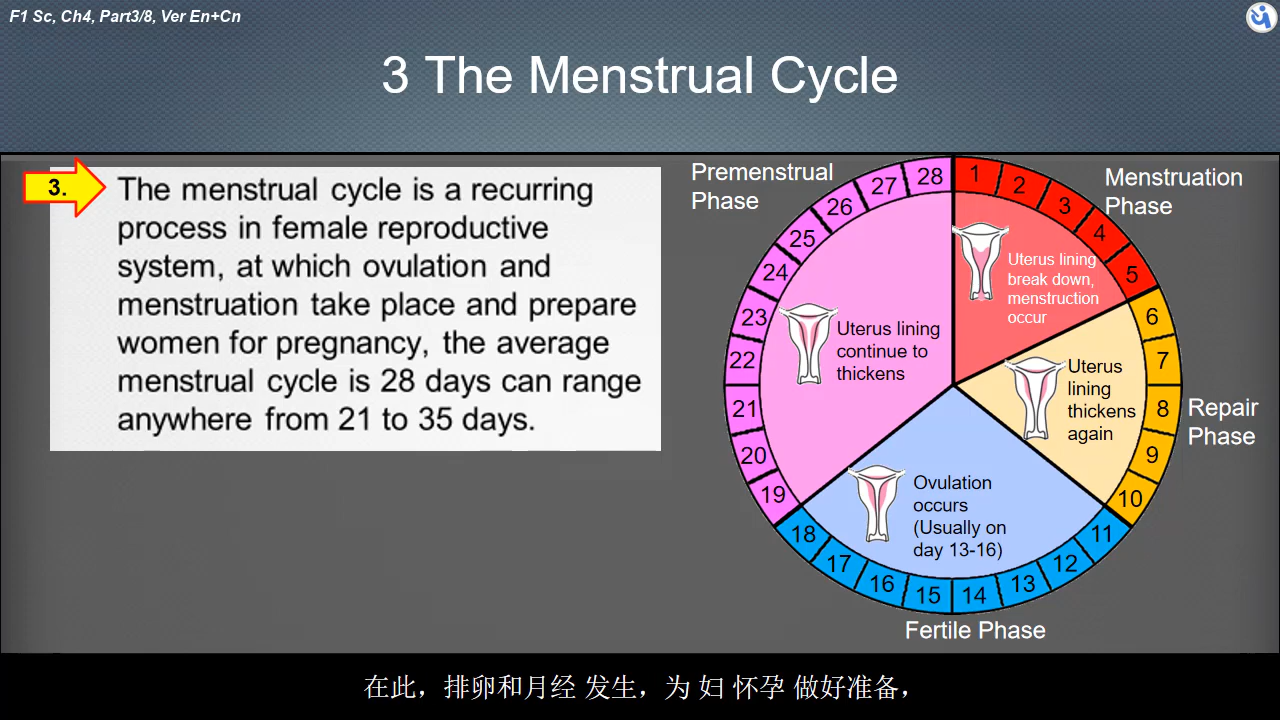 F1 Sc, Ch4, Part3/8, Ver En+Cn
3 The Menstrual Cycle
3.
The menstrual cycle is a recurring
process in female reproductive
system, at which ovulation and
menstruation take place and prepare
women for pregnancy, the average
menstrual cycle is 28 days can range
anywhere from 21 to 35 days.
Premenstrual
Phase
Menstruation
Phase
Repair
Phase
Fertile Phase
1
2
3
4
5
6
7
8
9
10
11
12
13
14
15
16
17
18
19
20
21
22
23
24
25
26
27
28
Uterus lining
break down,
menstruction
occur
Uterus
lining
thickens
again
Ovulation
occurs
(Usually on
day 13-16)
Uterus lining
continue to
thickens
在此，排卵和月经 发生，为 妇 怀孕 做好准备，